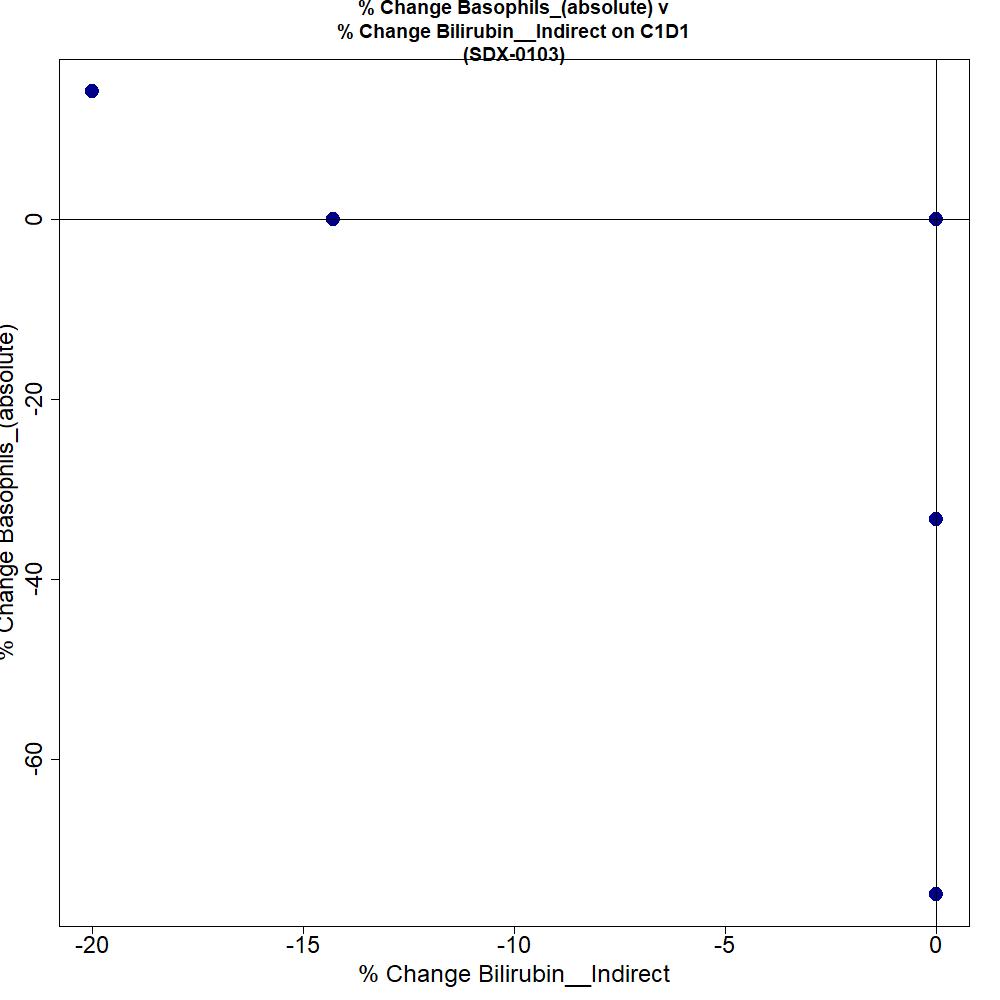 % Change Basophils_(absolute) v
% Change Bilirubin__Indirect on C1D1
(SDX-0103)
% Change Basophils_(absolute)
0
-20
-40
-60
-20
-15
-10
-5
0
% Change Bilirubin__Indirect